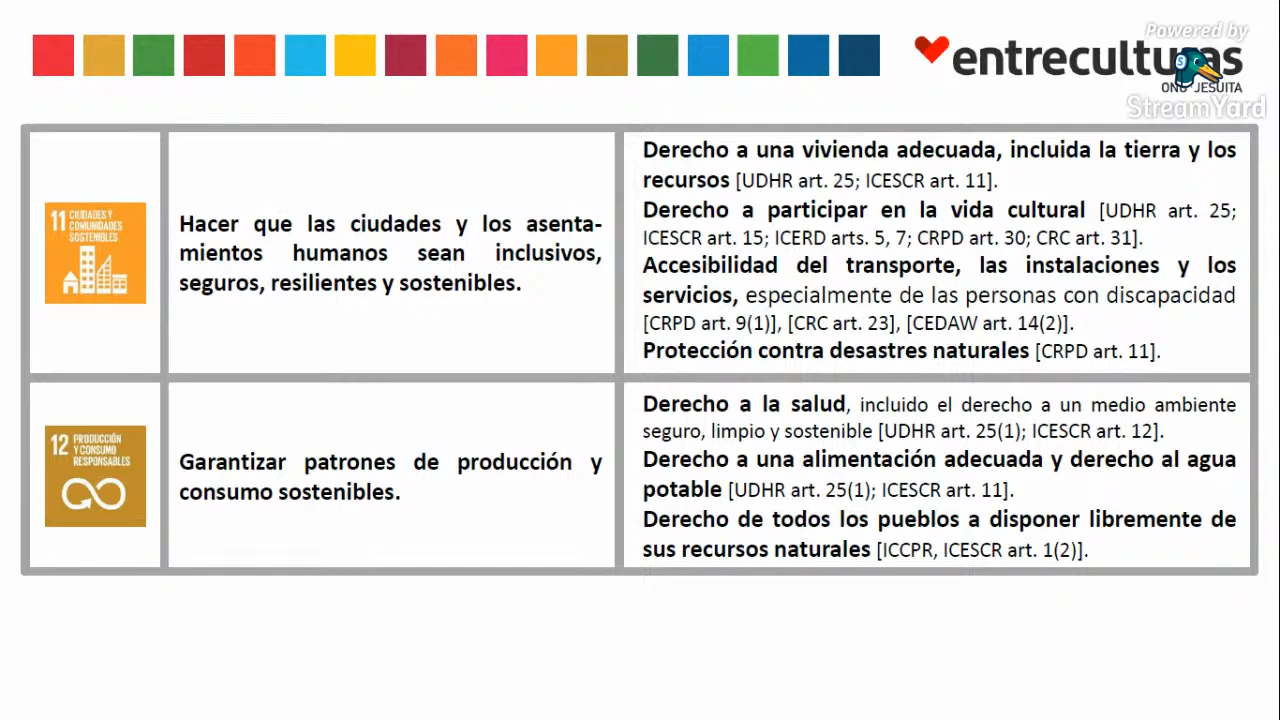 Powered by
entreculturas
ONG JESUITA
StreamYard
11 CIUDADES Y
COMUNIDADES
SOSTENIBLES
Hacer que las ciudades y los asenta-
mientos humanos sean inclusivos,
seguros, resilientes y sostenibles.
Derecho a una vivienda adecuada, incluida la tierra y los
recursos [UDHR art. 25; ICESCR art. 11].
Derecho a participar en la vida cultural [UDHR art. 25;
ICESCR art. 15; ICERD arts. 5, 7; CRPD art. 30; CRC art. 31].
Accesibilidad del transporte, las instalaciones y los
servicios, especialmente de las personas con discapacidad
[CRPD art. 9(1)], [CRC art. 23], [CEDAW art. 14(2)].
Protección contra desastres naturales [CRPD art. 11].
12 PRODUCCIÓN
Y CONSUMO
RESPONSABLES
Garantizar patrones de producción y
consumo sostenibles.
Derecho a la salud, incluido el derecho a un medio ambiente
seguro, limpio y sostenible [UDHR art. 25(1); ICESCR art. 12].
Derecho a una alimentación adecuada y derecho al agua
potable [UDHR art. 25(1); ICESCR art. 11].
Derecho de todos los pueblos a disponer libremente de
sus recursos naturales [ICCPR, ICESCR art. 1(2)].